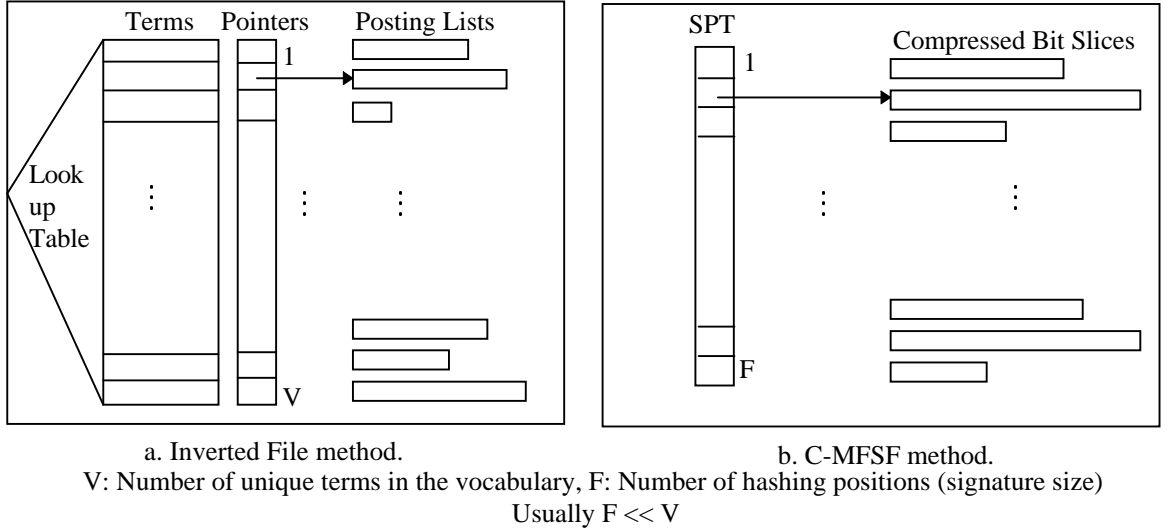 Terms Pointers Posting Lists
1
Look
up
Table
V
SPT
Compressed Bit Slices
1
F
a. Inverted File method.
b. C-MFSF method.
V: Number of unique terms in the vocabulary, F: Number of hashing positions (signature size)
Usually F << V